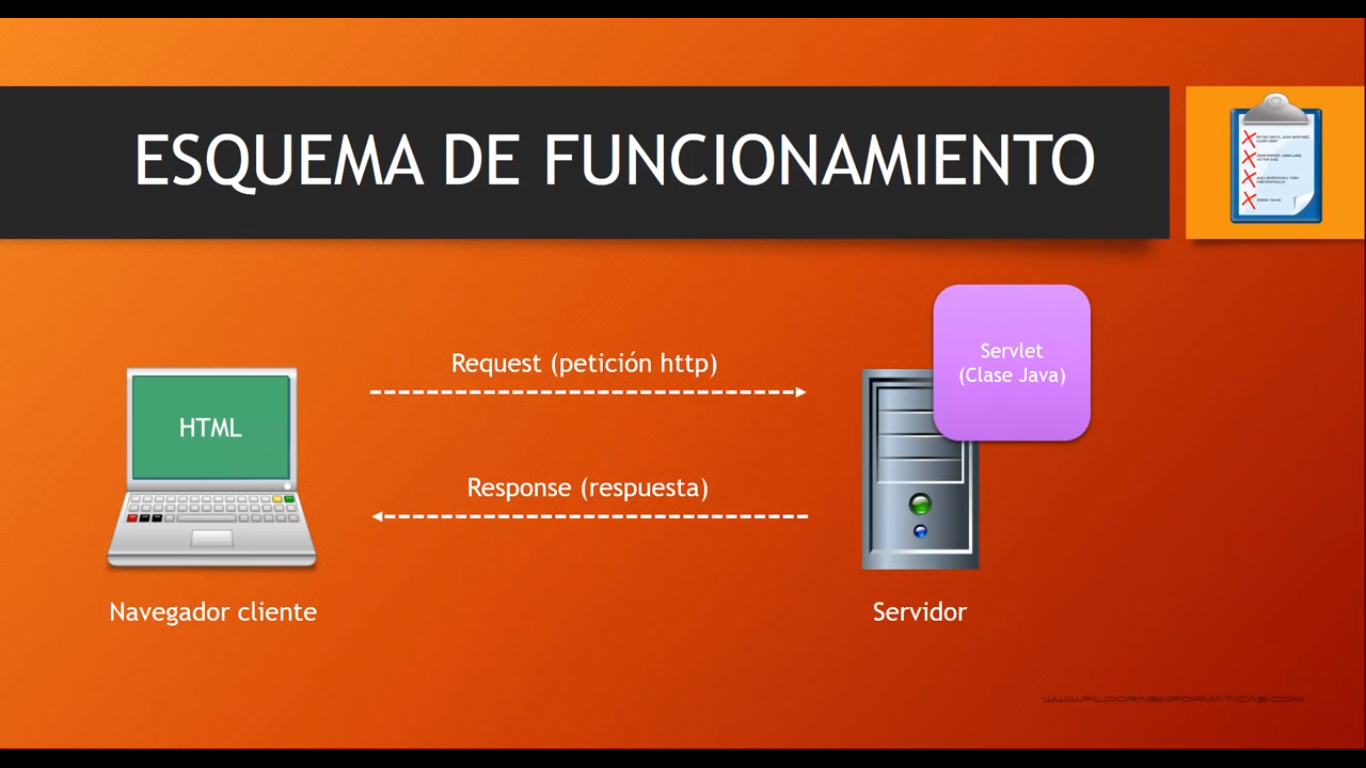 ESQUEMA DE FUNCIONAMIENTO
Servlet
(Clase Java)
Request (petición http)
HTML
Response (respuesta)
Navegador cliente
Servidor
WWW.PILDORASINFORMATICAS.COM